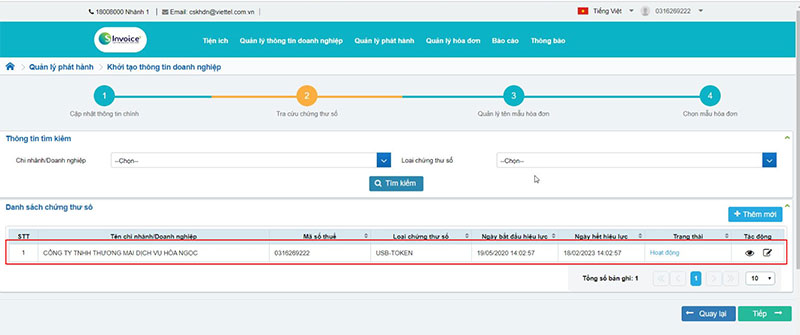 18008000 Nhánh 1 | Email: cskhdn@viettel.com.vn Tiếng Việt 0316269222
SInvoice Tiện ích Quản lý thông tin doanh nghiệp Quản lý phát hành Quản lý hóa đơn Báo cáo Thông báo
Quản lý phát hành > Khởi tạo thông tin doanh nghiệp
1 2 3 4
Cập nhật thông tin chính Tra cứu chứng thư số Quản lý tên mẫu hóa đơn Chọn mẫu hóa đơn
Thông tin tìm kiếm
Chi nhánh/Doanh nghiệp --Chọn-- Loại chứng thư số --Chọn--
Tìm kiếm
Danh sách chứng thư số
+ Thêm mới
STT Tên chi nhánh/Doanh nghiệp Mã số thuế Loại chứng thư số Ngày bắt đầu hiệu lực Ngày hết hiệu lực Trạng thái Tác động
1 CÔNG TY TNHH THƯƠNG MẠI DỊCH VỤ HÒA NGỌC 0316269222 USB-TOKEN 19/05/2020 14:02:57 18/02/2023 14:02:57 Hoạt động
Tổng số bản ghi: 1 1 10
Quay lại Tiếp